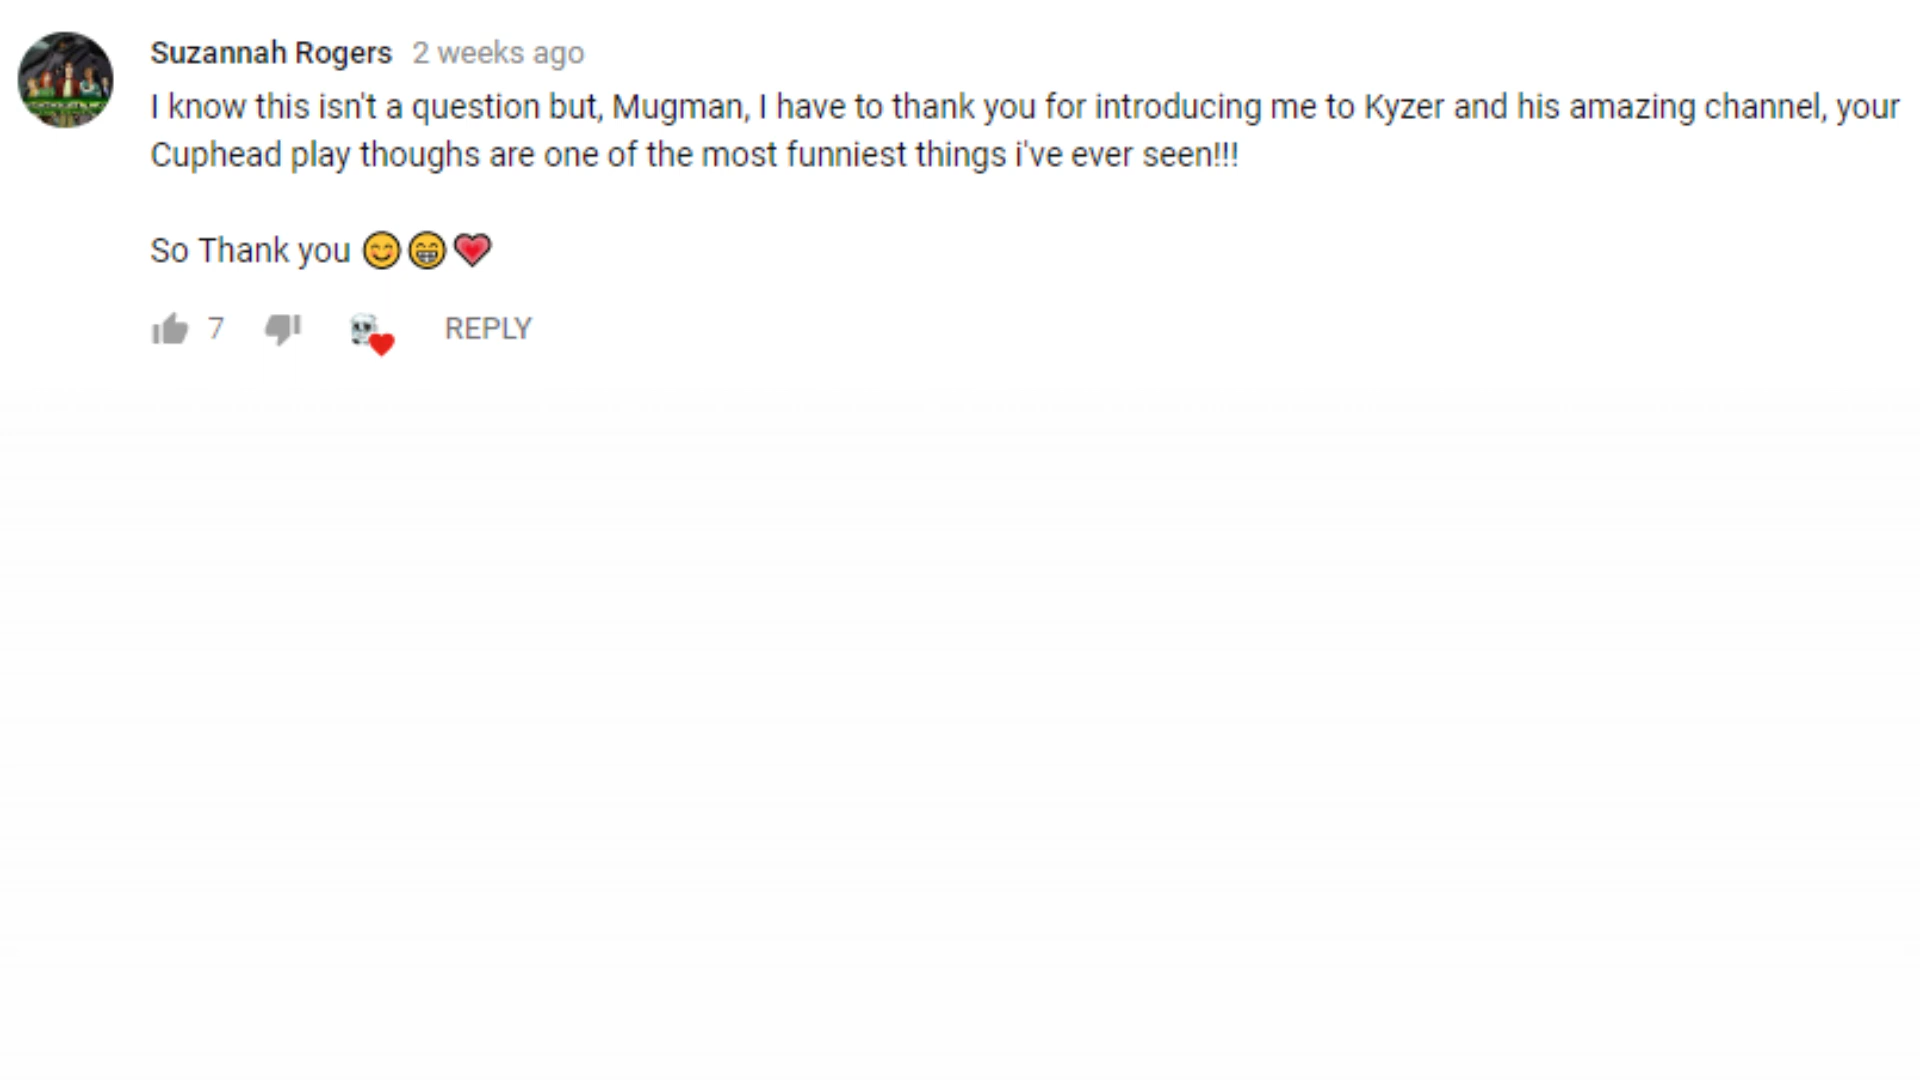 Suzannah Rogers 2 weeks ago
I know this isn't a question but, Mugman, I have to thank you for introducing me to Kyzer and his amazing channel, your
Cuphead play thoughs are one of the most funniest things i've ever seen!!!
So Thank you 😊😁💗
7 REPLY